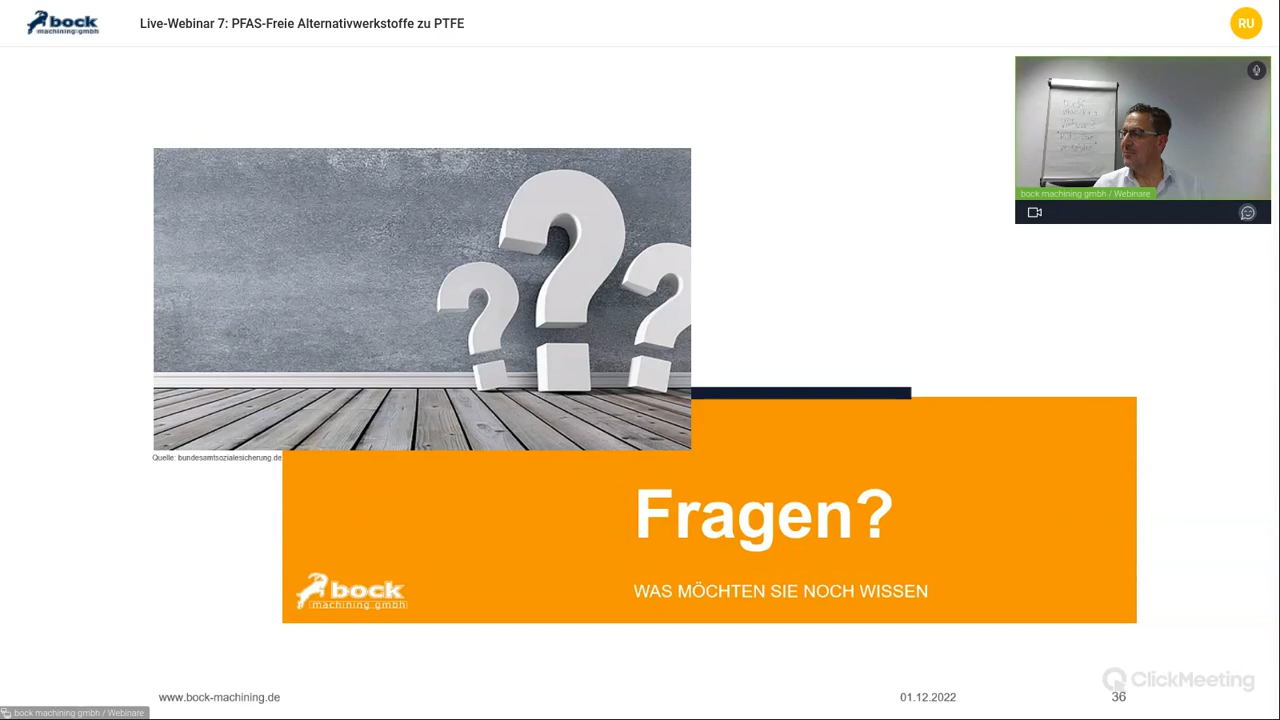 bock
machining gmbh
Live-Webinar 7: PFAS-Freie Alternativwerkstoffe zu PTFE
RU
bock machining gmbh / Webinare
Quelle: bundesamtsozialesicherung.de
Fragen?
WAS MÖCHTEN SIE NOCH WISSEN
bock
machining gmbh
www.bock-machining.de
01.12.2022
36
ClickMeeting
bock machining gmbh / Webinare